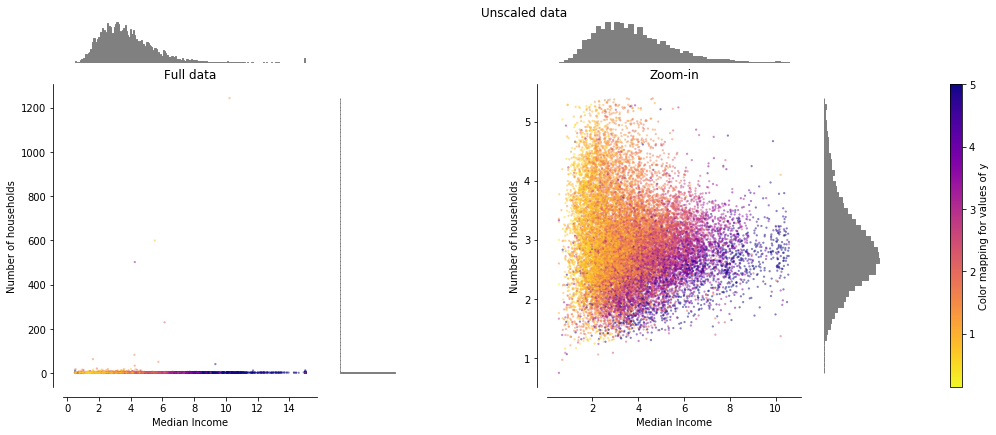 Unscaled data
Full data
Number of households
1200
1000
800
600
400
200
0
0 2 4 6 8 10 12 14
Median Income
Zoom-in
Number of households
5
4
3
2
1
2 4 6 8 10
Median Income
5
4
3
2
1
Color mapping for values of y